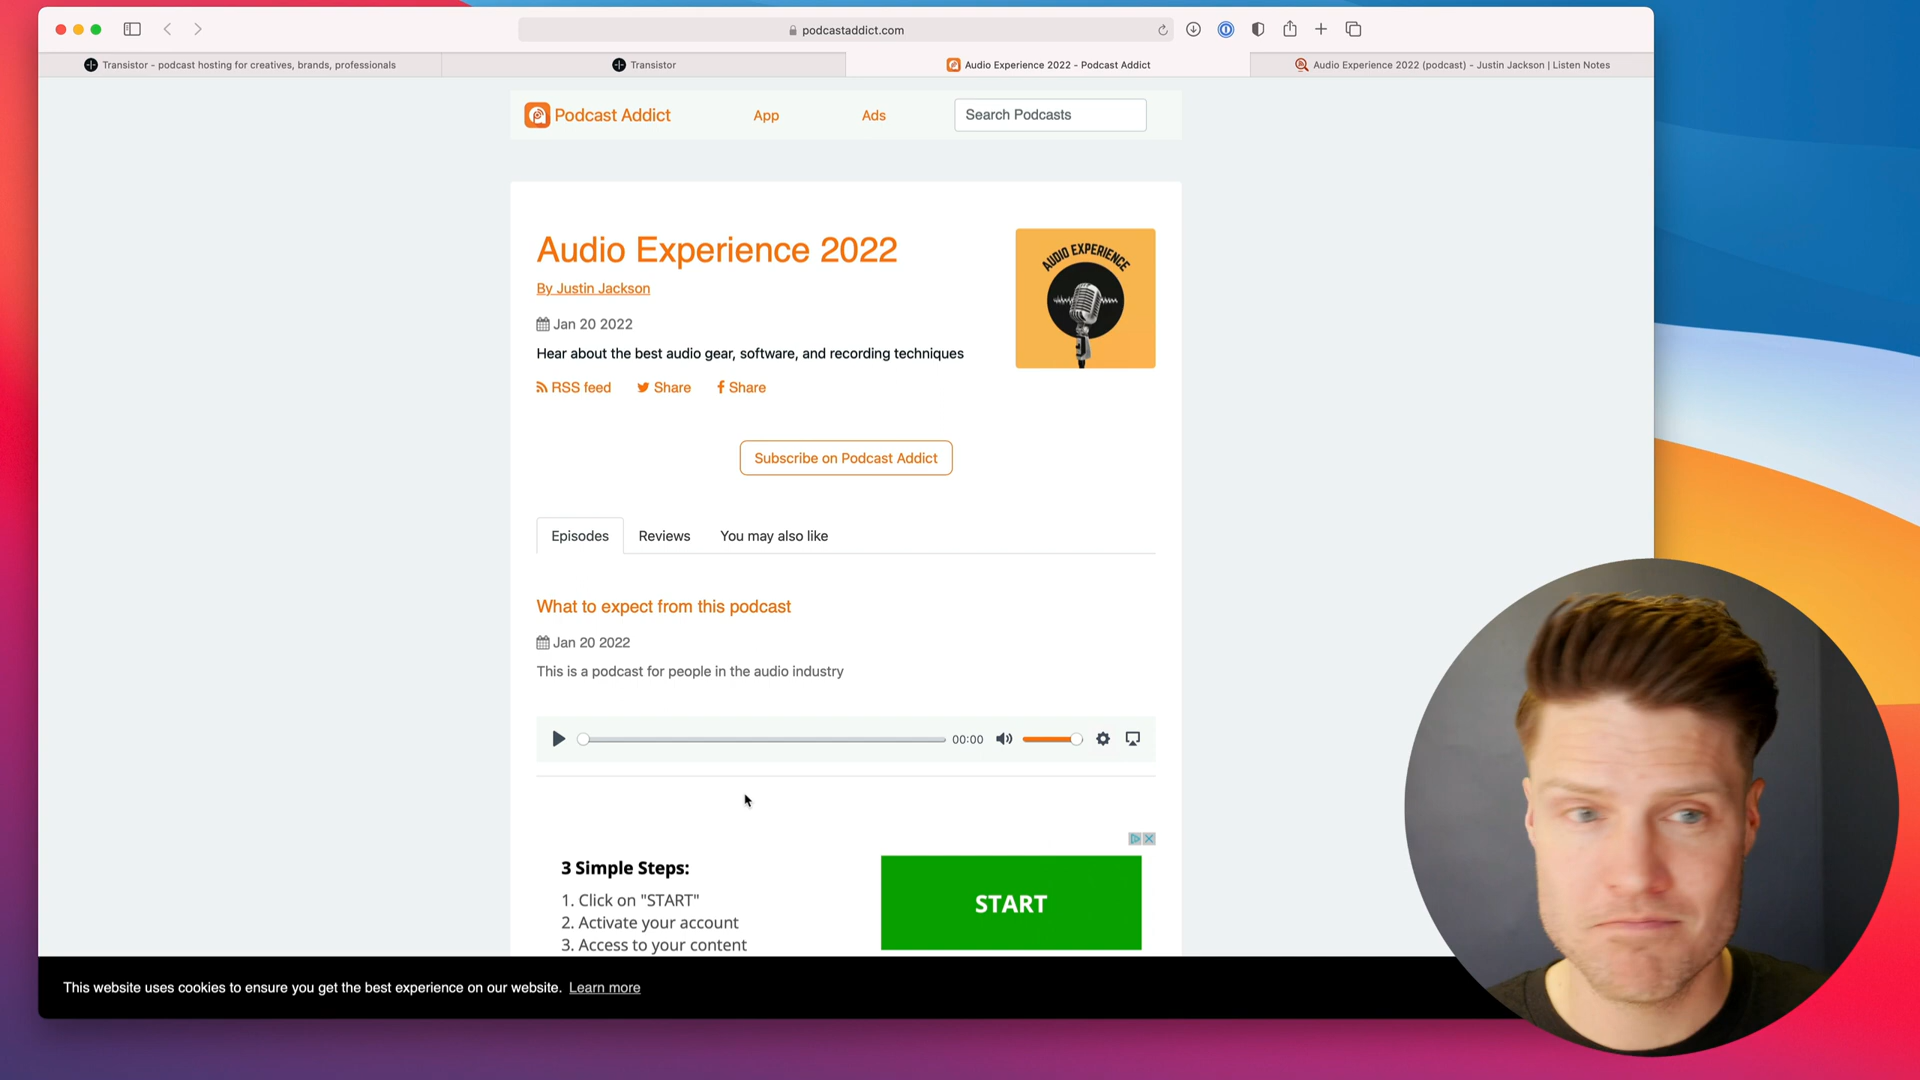 podcastaddict.com
Transistor - podcast hosting for creatives, brands, professionals
Transistor
Audio Experience 2022 - Podcast Addict
Audio Experience 2022 (podcast) - Justin Jackson | Listen Notes
Podcast Addict
App
Ads
Search Podcasts
Audio Experience 2022
By Justin Jackson
Jan 20 2022
Hear about the best audio gear, software, and recording techniques
RSS feed
Share
Share
AUDIO EXPERIENCE
Subscribe on Podcast Addict
Episodes
Reviews
You may also like
What to expect from this podcast
Jan 20 2022
This is a podcast for people in the audio industry
00:00
3 Simple Steps:
1. Click on "START"
2. Activate your account
3. Access to your content
START
This website uses cookies to ensure you get the best experience on our website. Learn more